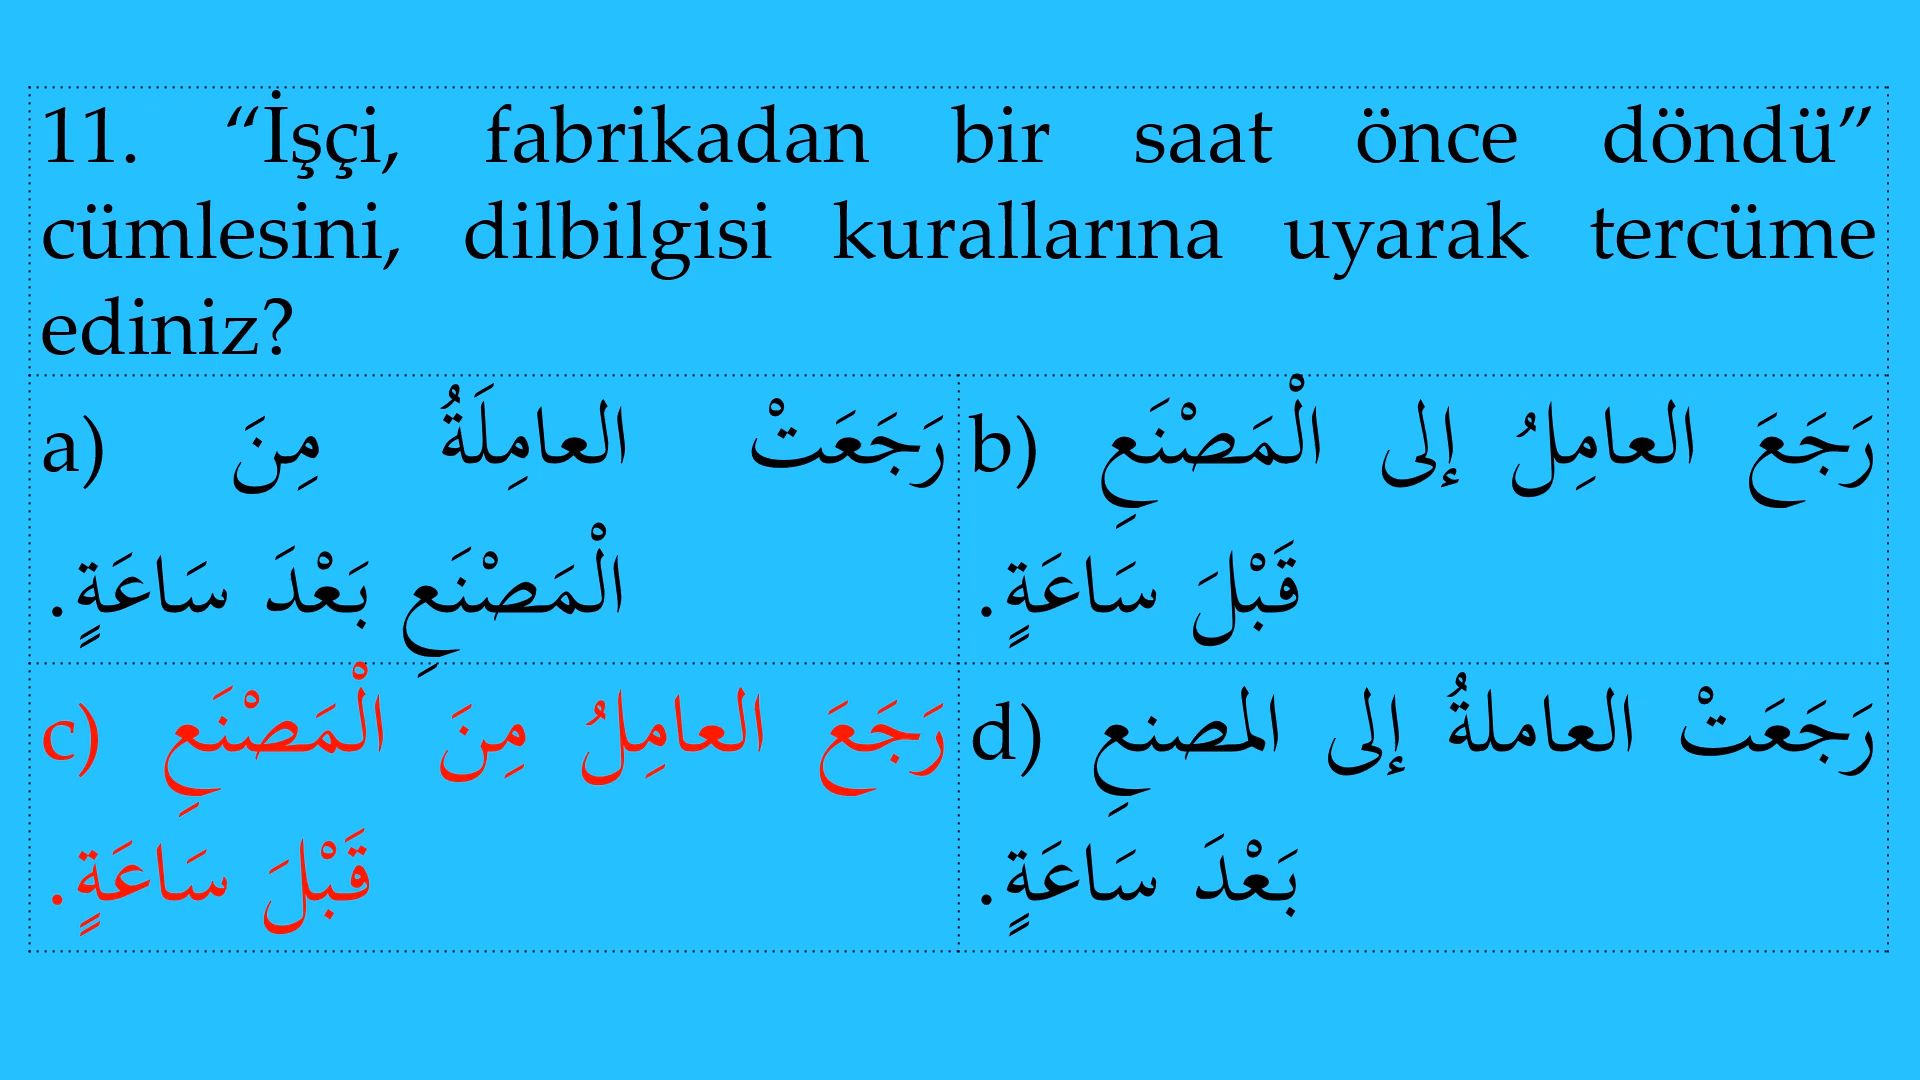 11. “İşçi, fabrikadan bir saat önce döndü”
cümlesini, dilbilgisi kurallarına uyarak tercüme
ediniz?
a) رَجَعَتْ العامِلَةُ مِنَ
الْمَصْنَعِ بَعْدَ سَاعَةٍ.
b) رَجَعَ العامِلُ إلى الْمَصْنَعِ
قَبْلَ سَاعَةٍ.
c) رَجَعَ العامِلُ مِنَ الْمَصْنَعِ
قَبْلَ سَاعَةٍ.
d) رَجَعَتْ العاملةُ إلى المصنعِ
بَعْدَ سَاعَةٍ.